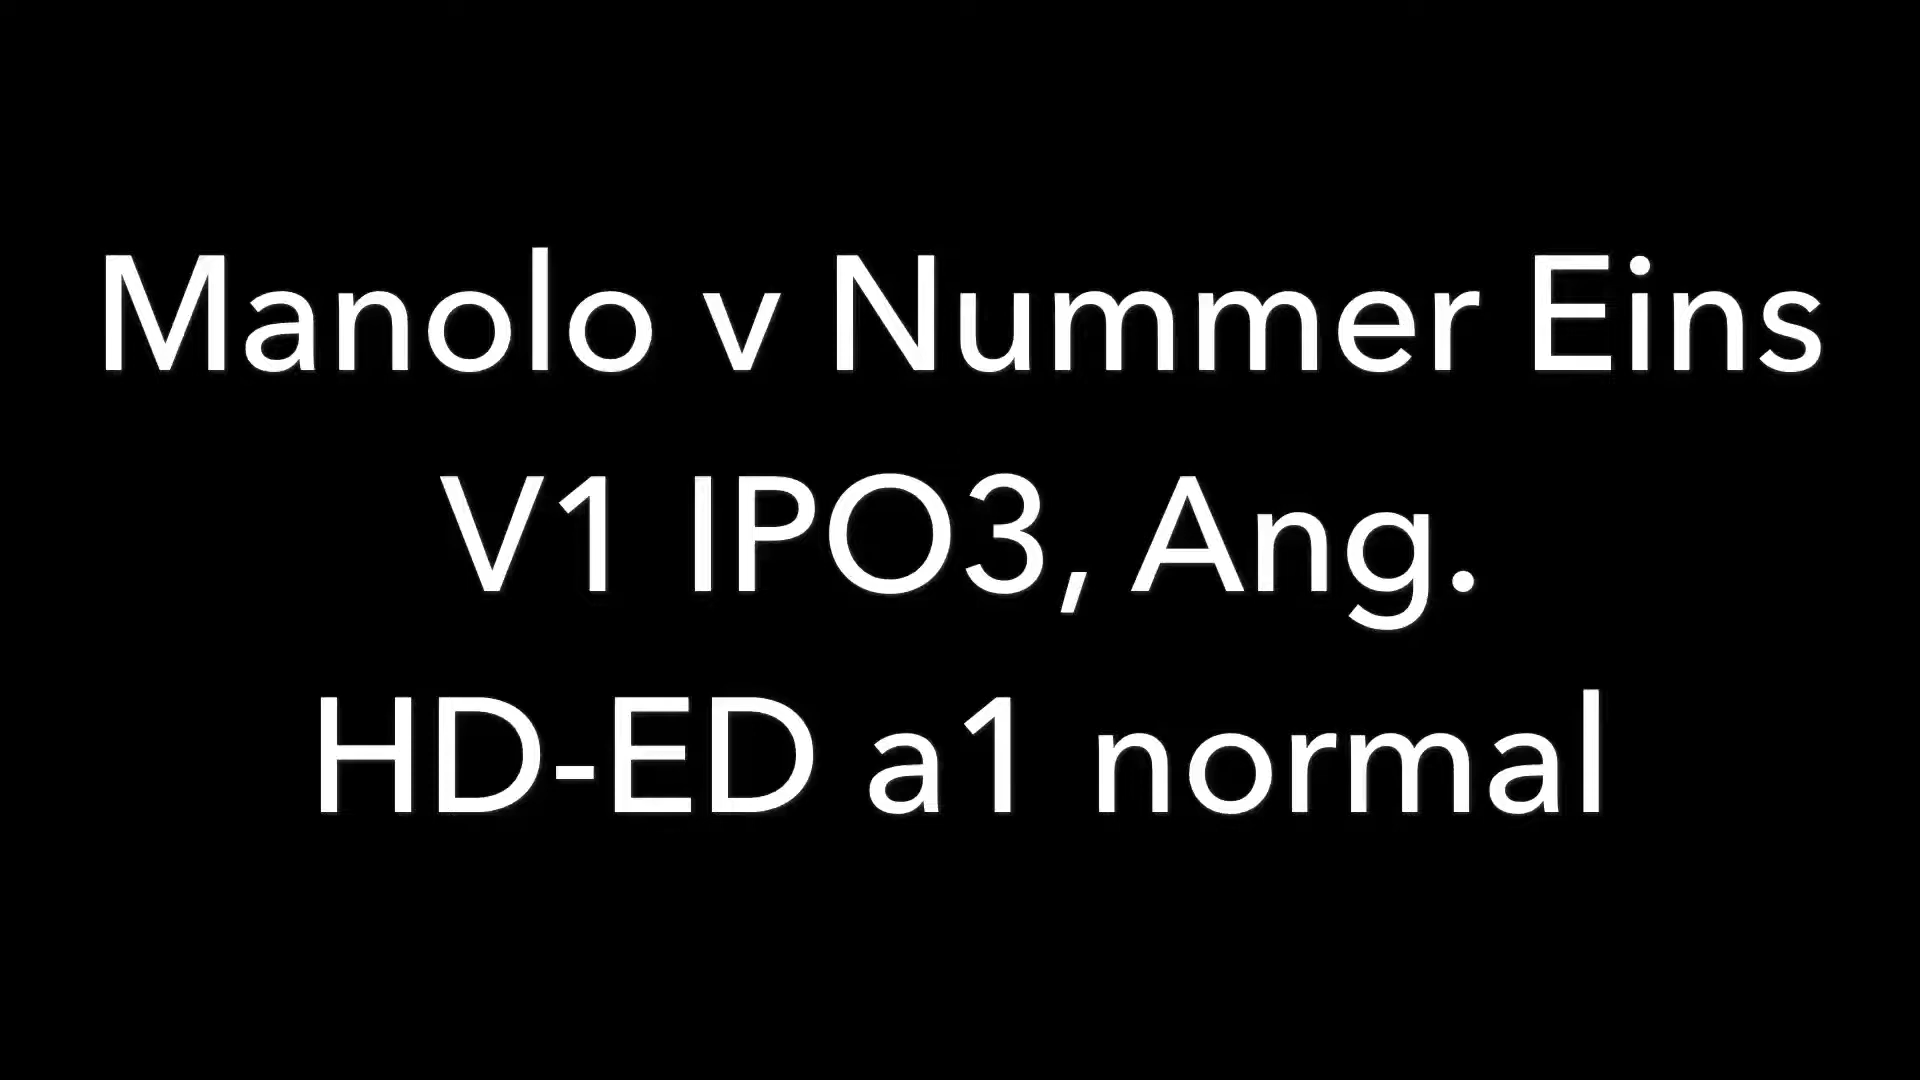 Manolo v Nummer Eins
V1 IPO3, Ang.
HD-ED a1 normal